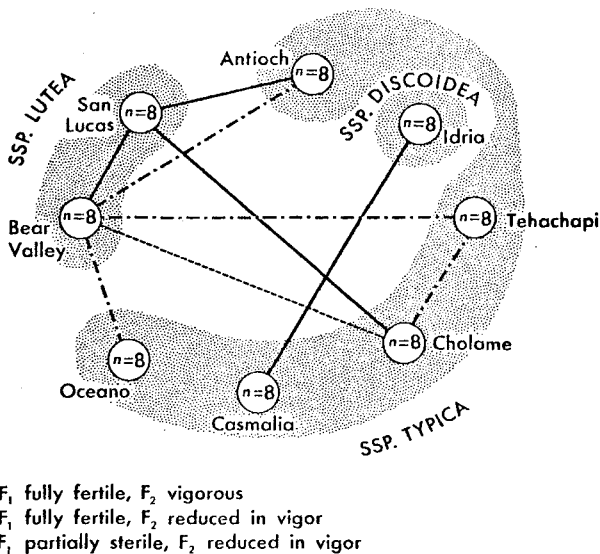 Antioch
n=8
SSP. LUTEA
San
Lucas
n=8
SSP. DISCOIDEA
n=8
Idria
Bear
Valley
n=8
n=8
Tehachapi
n=8
Cholame
n=8
Oceano
n=8
Casmalia
SSP. TYPICA
F₁ fully fertile, F₂ vigorous
F₁ fully fertile, F₂ reduced in vigor
F₁ partially sterile, F₂ reduced in vigor